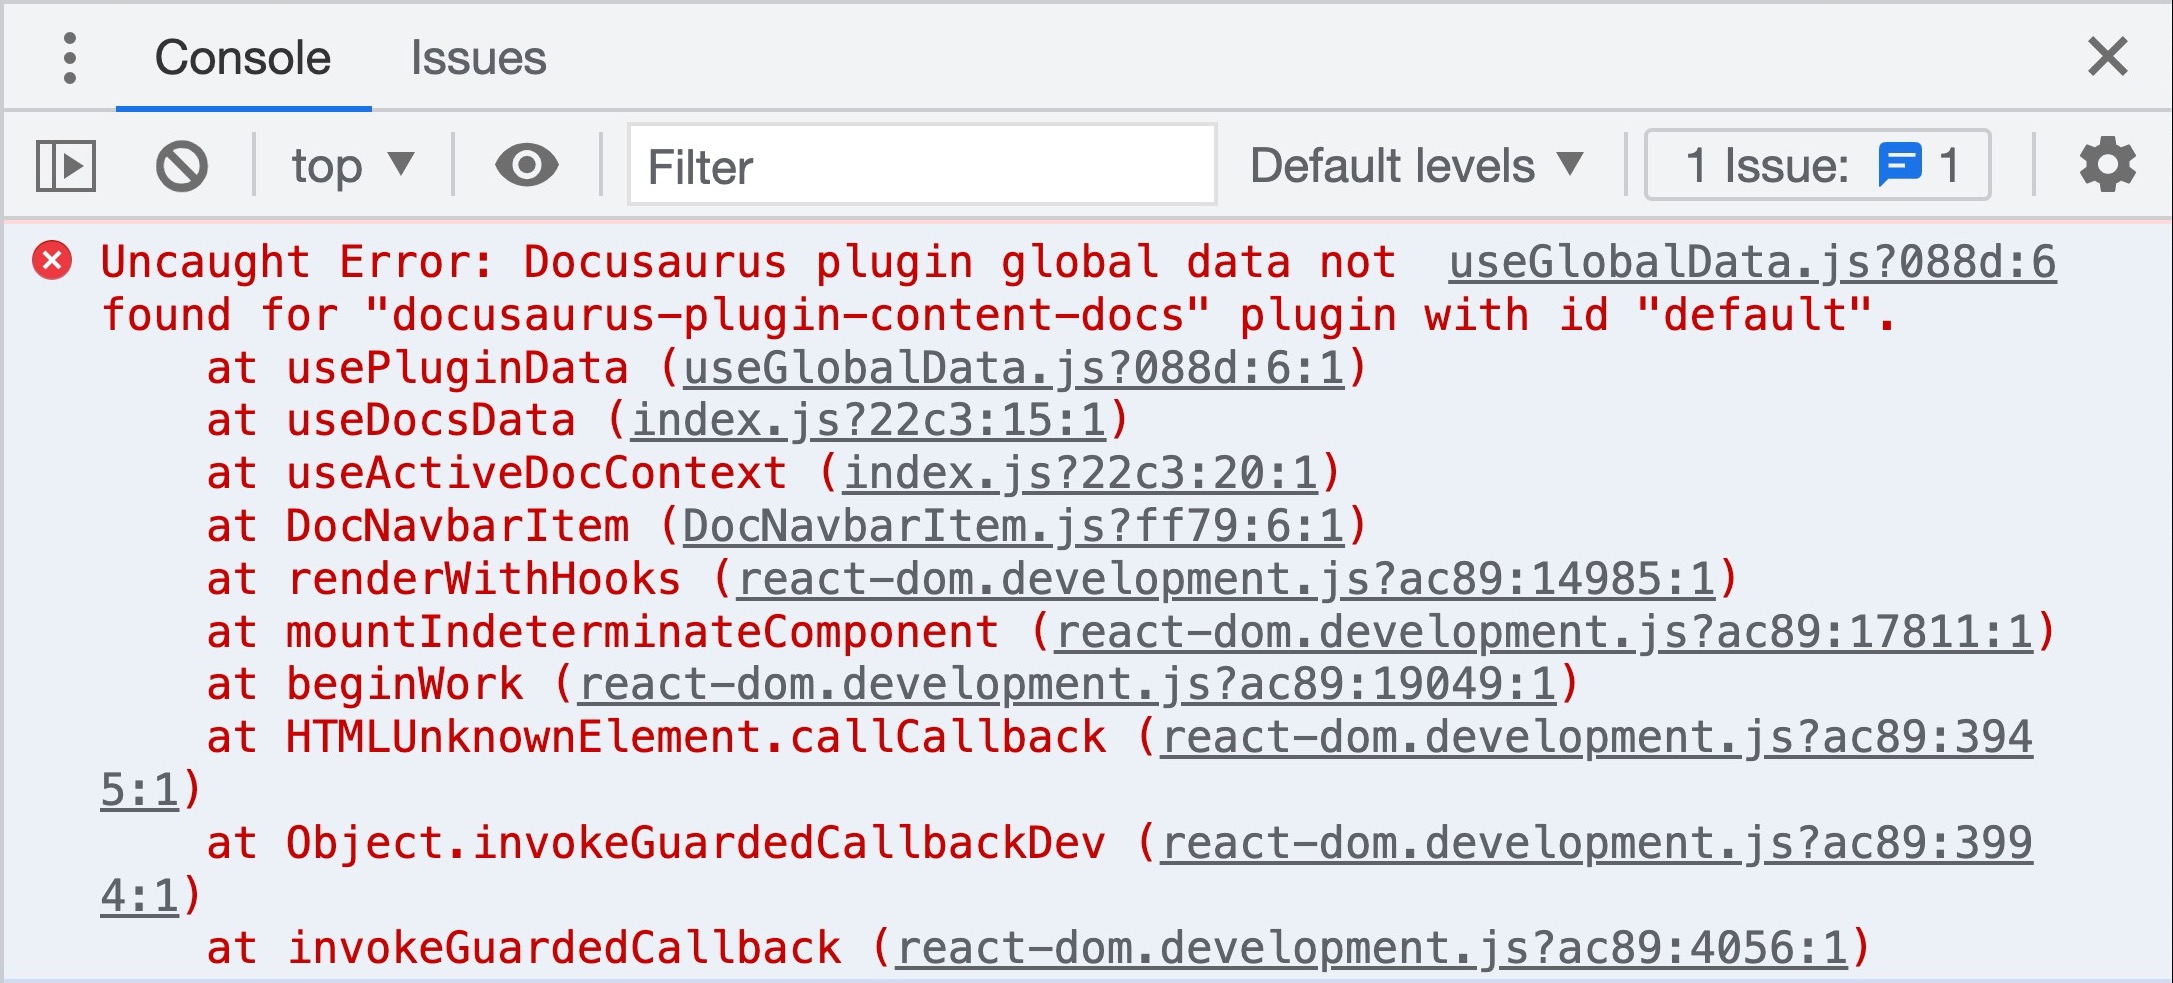 Console Issues
top Filter Default levels 1 Issue: 1
Uncaught Error: Docusaurus plugin global data not useGlobalData.js?088d:6
found for "docusaurus-plugin-content-docs" plugin with id "default".
at usePluginData (useGlobalData.js?088d:6:1)
at useDocsData (index.js?22c3:15:1)
at useActiveDocContext (index.js?22c3:20:1)
at DocNavbarItem (DocNavbarItem.js?ff79:6:1)
at renderWithHooks (react-dom.development.js?ac89:14985:1)
at mountIndeterminateComponent (react-dom.development.js?ac89:17811:1)
at beginWork (react-dom.development.js?ac89:19049:1)
at HTMLUnknownElement.callCallback (react-dom.development.js?ac89:394
5:1)
at Object.invokeGuardedCallbackDev (react-dom.development.js?ac89:399
4:1)
at invokeGuardedCallback (react-dom.development.js?ac89:4056:1)